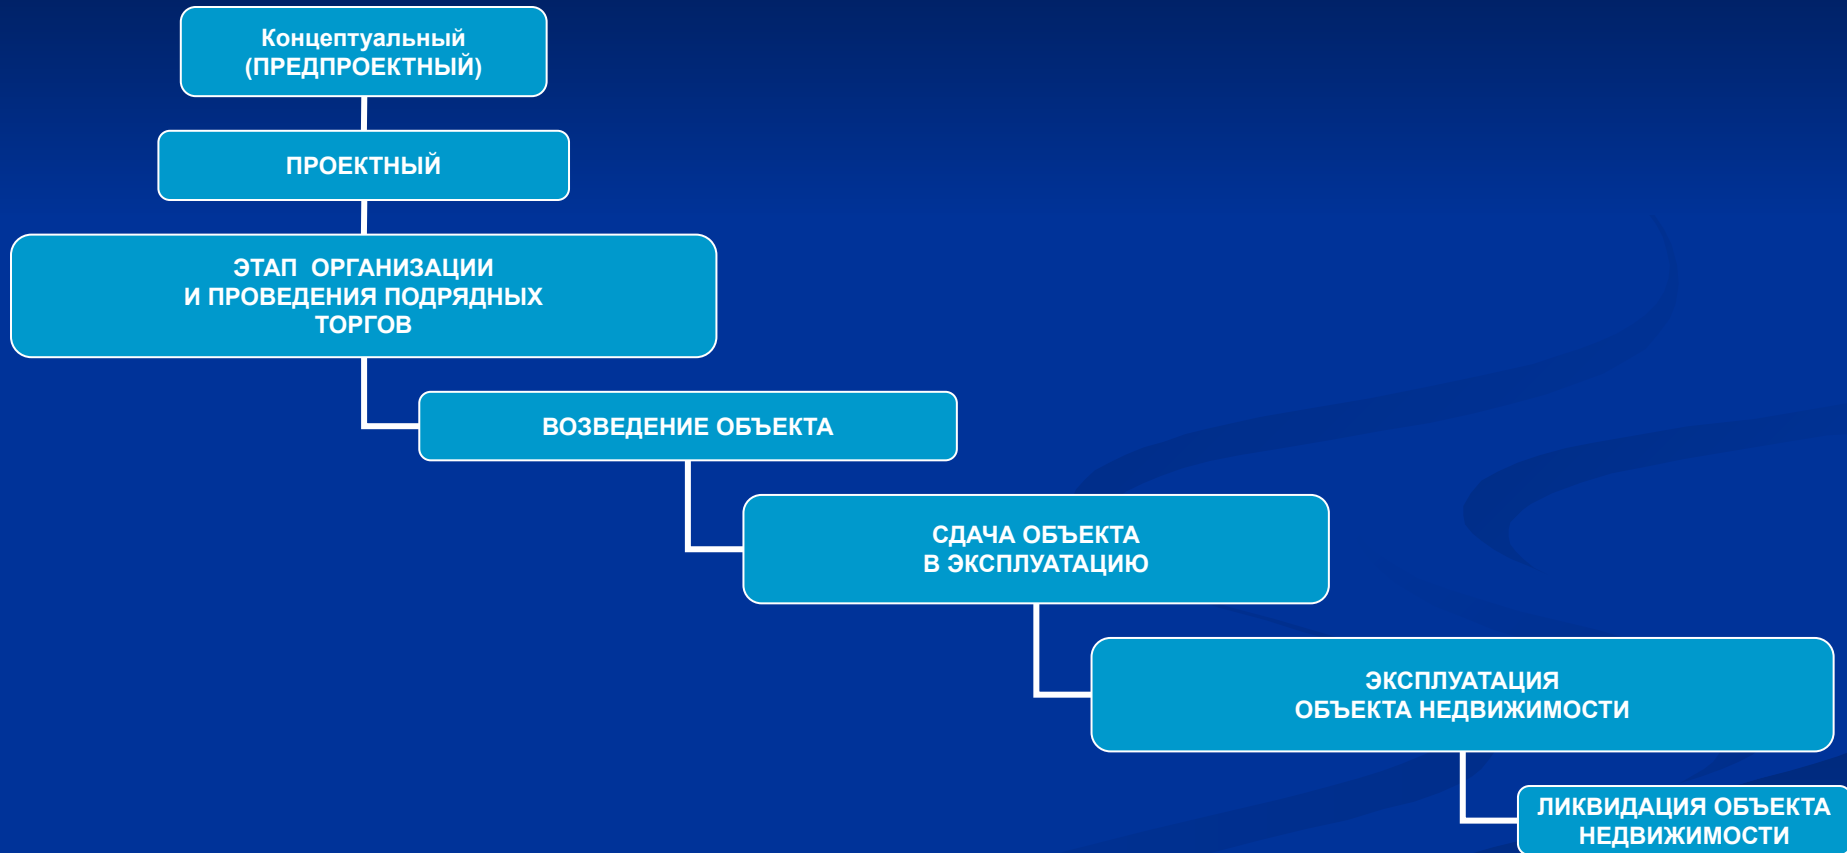 Концептуальный
(ПРЕДПРОЕКТНЫЙ)
ПРОЕКТНЫЙ
ЭТАП ОРГАНИЗАЦИИ
И ПРОВЕДЕНИЯ ПОДРЯДНЫХ
ТОРГОВ
ВОЗВЕДЕНИЕ ОБЪЕКТА
СДАЧА ОБЪЕКТА
В ЭКСПЛУАТАЦИЮ
ЭКСПЛУАТАЦИЯ
ОБЪЕКТА НЕДВИЖИМОСТИ
ЛИКВИДАЦИЯ ОБЪЕКТА
НЕДВИЖИМОСТИ